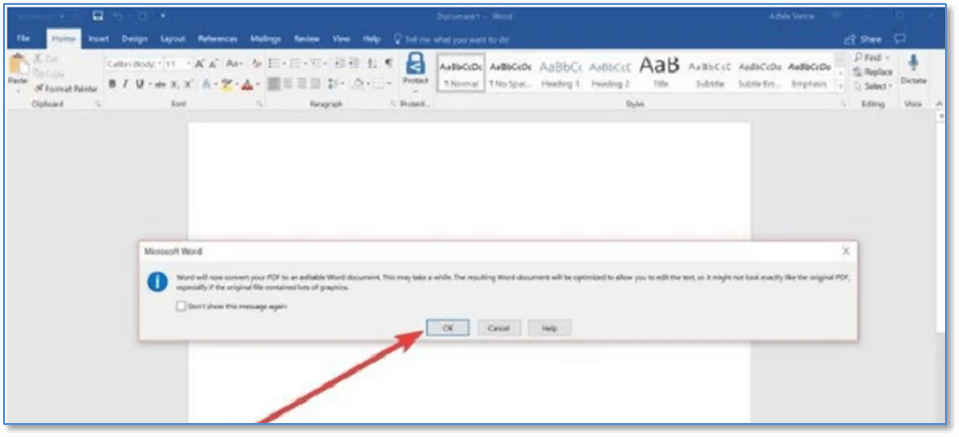 Document1 - Word
Adele Vance
File Home Insert Design Layout References Mailings Review View Help Tell me what you want to do
Share
Cut
Copy
Paste
Format Painter
Calibri (Body) 11
Protect
AaBbCcDc AaBbCcDc AaBbCc AaBbCcC AaB AaBbCcC AaBbCcDc AaBbCcDc
¶ Normal ¶ No Spac... Heading 1 Heading 2 Title Subtitle Subtle Em... Emphasis
Find
Replace
Select
Dictate
Clipboard Font Paragraph Protecti... Styles Editing Voice
Microsoft Word
Word will now convert your PDF to an editable Word document. This may take a while. The resulting Word document will be optimized to allow you to edit the text, so it might not look exactly like the original PDF,
especially if the original file contained lots of graphics.
Don't show this message again
OK Cancel Help